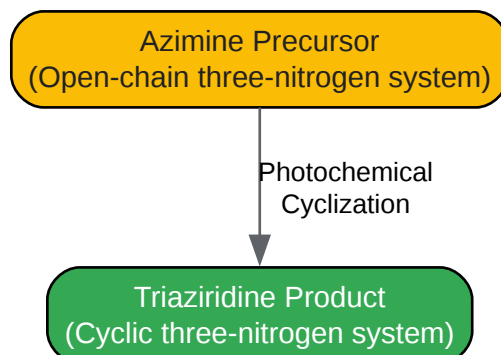 Azimine Precursor
(Open-chain three-nitrogen system)
Photochemical
Cyclization
Triaziridine Product
(Cyclic three-nitrogen system)